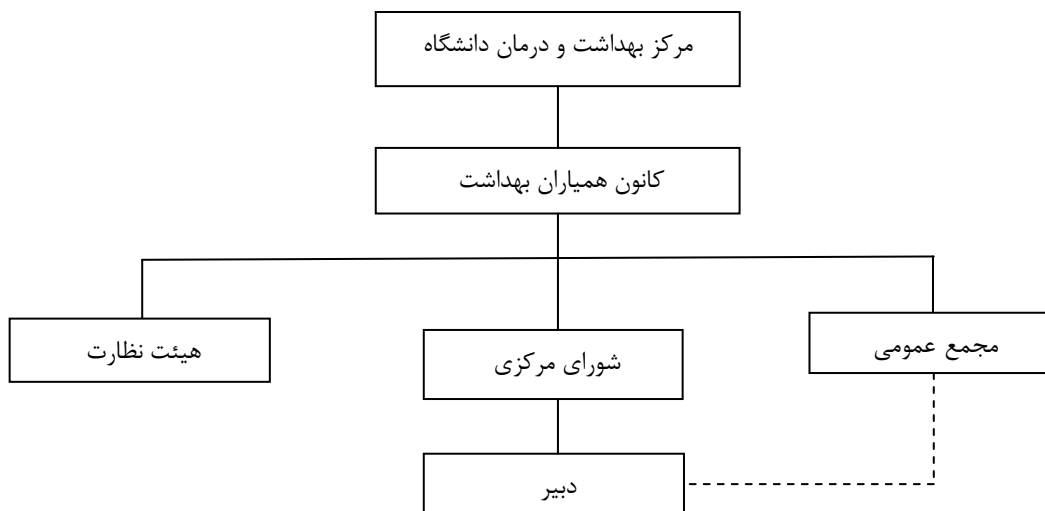 مرکز بهداشت و درمان دانشگاه
کانون همیاران بهداشت
مجمع عمومی
شورای مرکزی
هیئت نظارت
دبیر